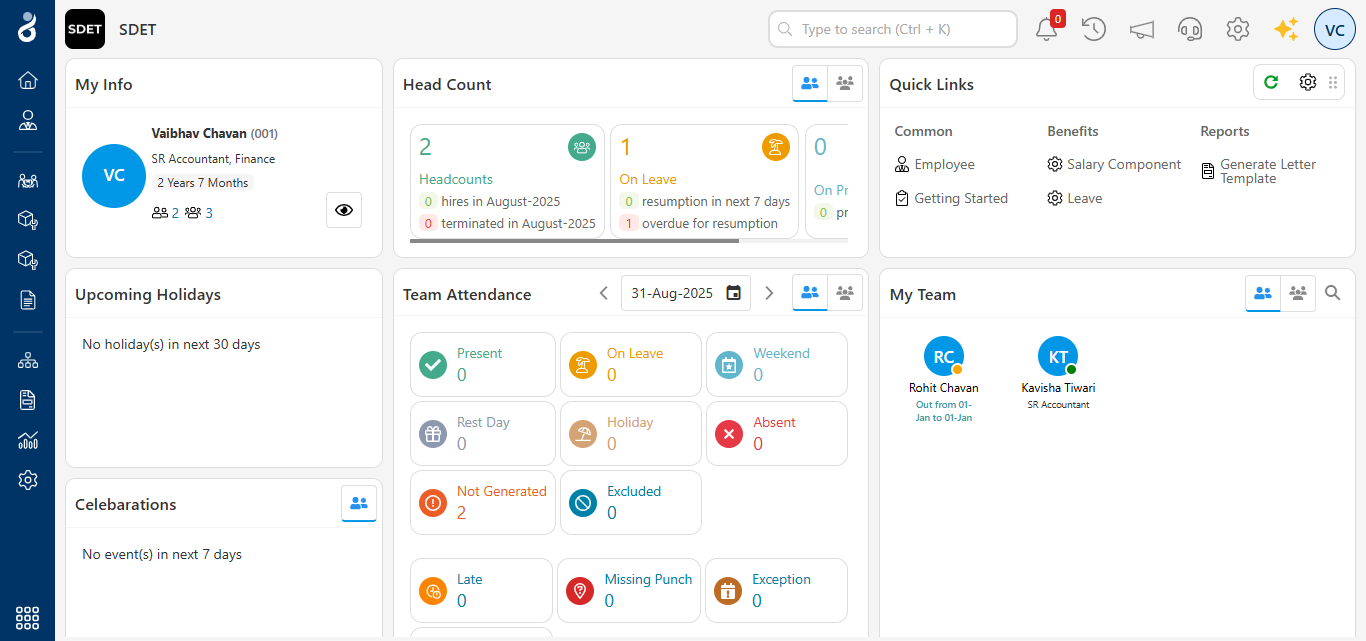 SDET
SDET
Type to search (Ctrl + K)
0
VC
My Info
Vaibhav Chavan (001)
SR Accountant, Finance
2 Years 7 Months
VC
2 3
Head Count
2
Headcounts
0 hires in August-2025
0 terminated in August-2025
1
On Leave
0 resumption in next 7 days
1 overdue for resumption
0
On Pr
0 pr
Quick Links
Common
Employee
Getting Started
Benefits
Salary Component
Leave
Reports
Generate Letter
Template
Upcoming Holidays
No holiday(s) in next 30 days
Celebarations
No event(s) in next 7 days
Team Attendance
31-Aug-2025
Present
0
On Leave
0
Weekend
0
Rest Day
0
Holiday
0
Absent
0
Not Generated
2
Excluded
0
Late
0
Missing Punch
0
Exception
0
My Team
RC
Rohit Chavan
Out from 01-
Jan to 01-Jan
KT
Kavisha Tiwari
SR Accountant